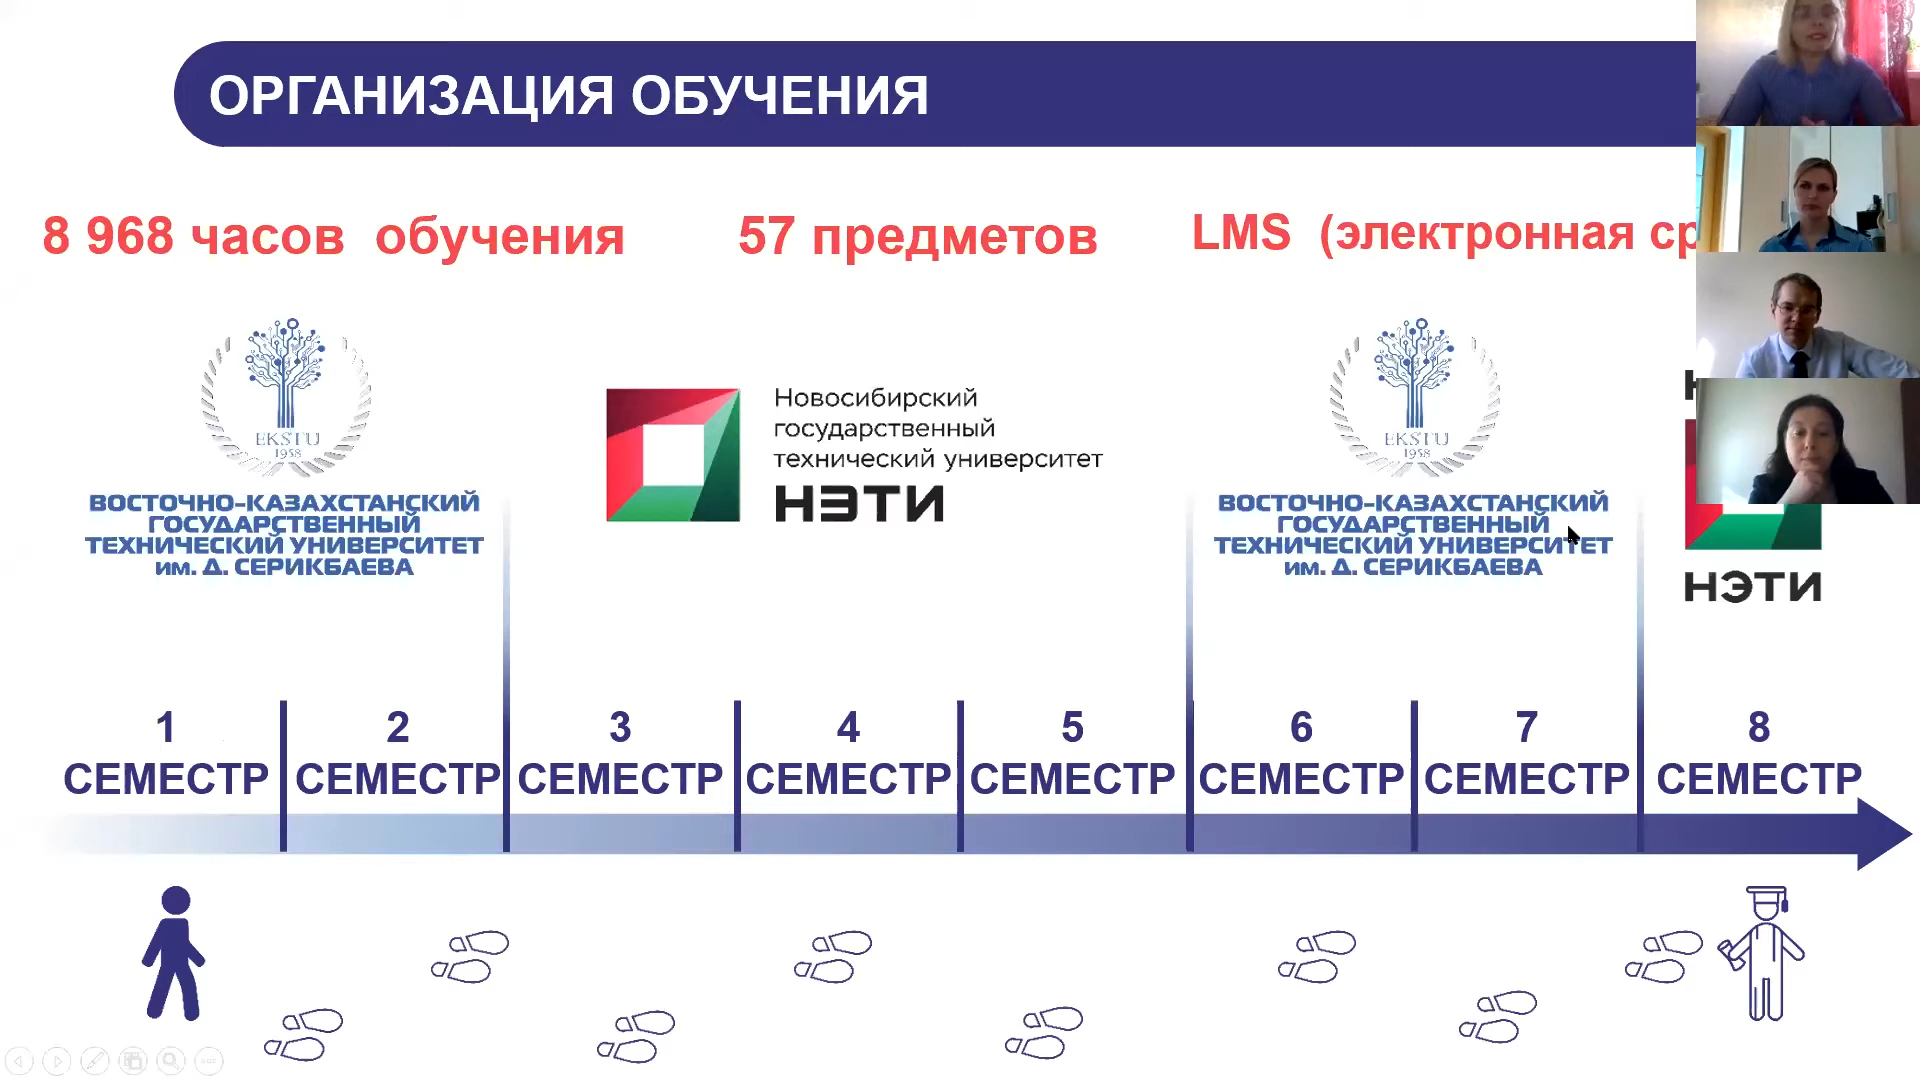 ОРГАНИЗАЦИЯ ОБУЧЕНИЯ
8 968 часов обучения
57 предметов
LMS (электронная
EKSTU
1958
ВОСТОЧНО-КАЗАХСТАНСКИЙ
ГОСУДАРСТВЕННЫЙ
ТЕХНИЧЕСКИЙ УНИВЕРСИТЕТ
им. Д. СЕРИКБАЕВА
Новосибирский
государственный
технический университет
НЭТИ
EKSTU
1958
ВОСТОЧНО-КАЗАХСТАНСКИЙ
ГОСУДАРСТВЕННЫЙ
ТЕХНИЧЕСКИЙ УНИВЕРСИТЕТ
им. Д. СЕРИКБАЕВА
НЭТИ
1
СЕМЕСТР
2
СЕМЕСТР
3
СЕМЕСТР
4
СЕМЕСТР
5
СЕМЕСТР
6
СЕМЕСТР
7
СЕМЕСТР
8
СЕМЕСТР